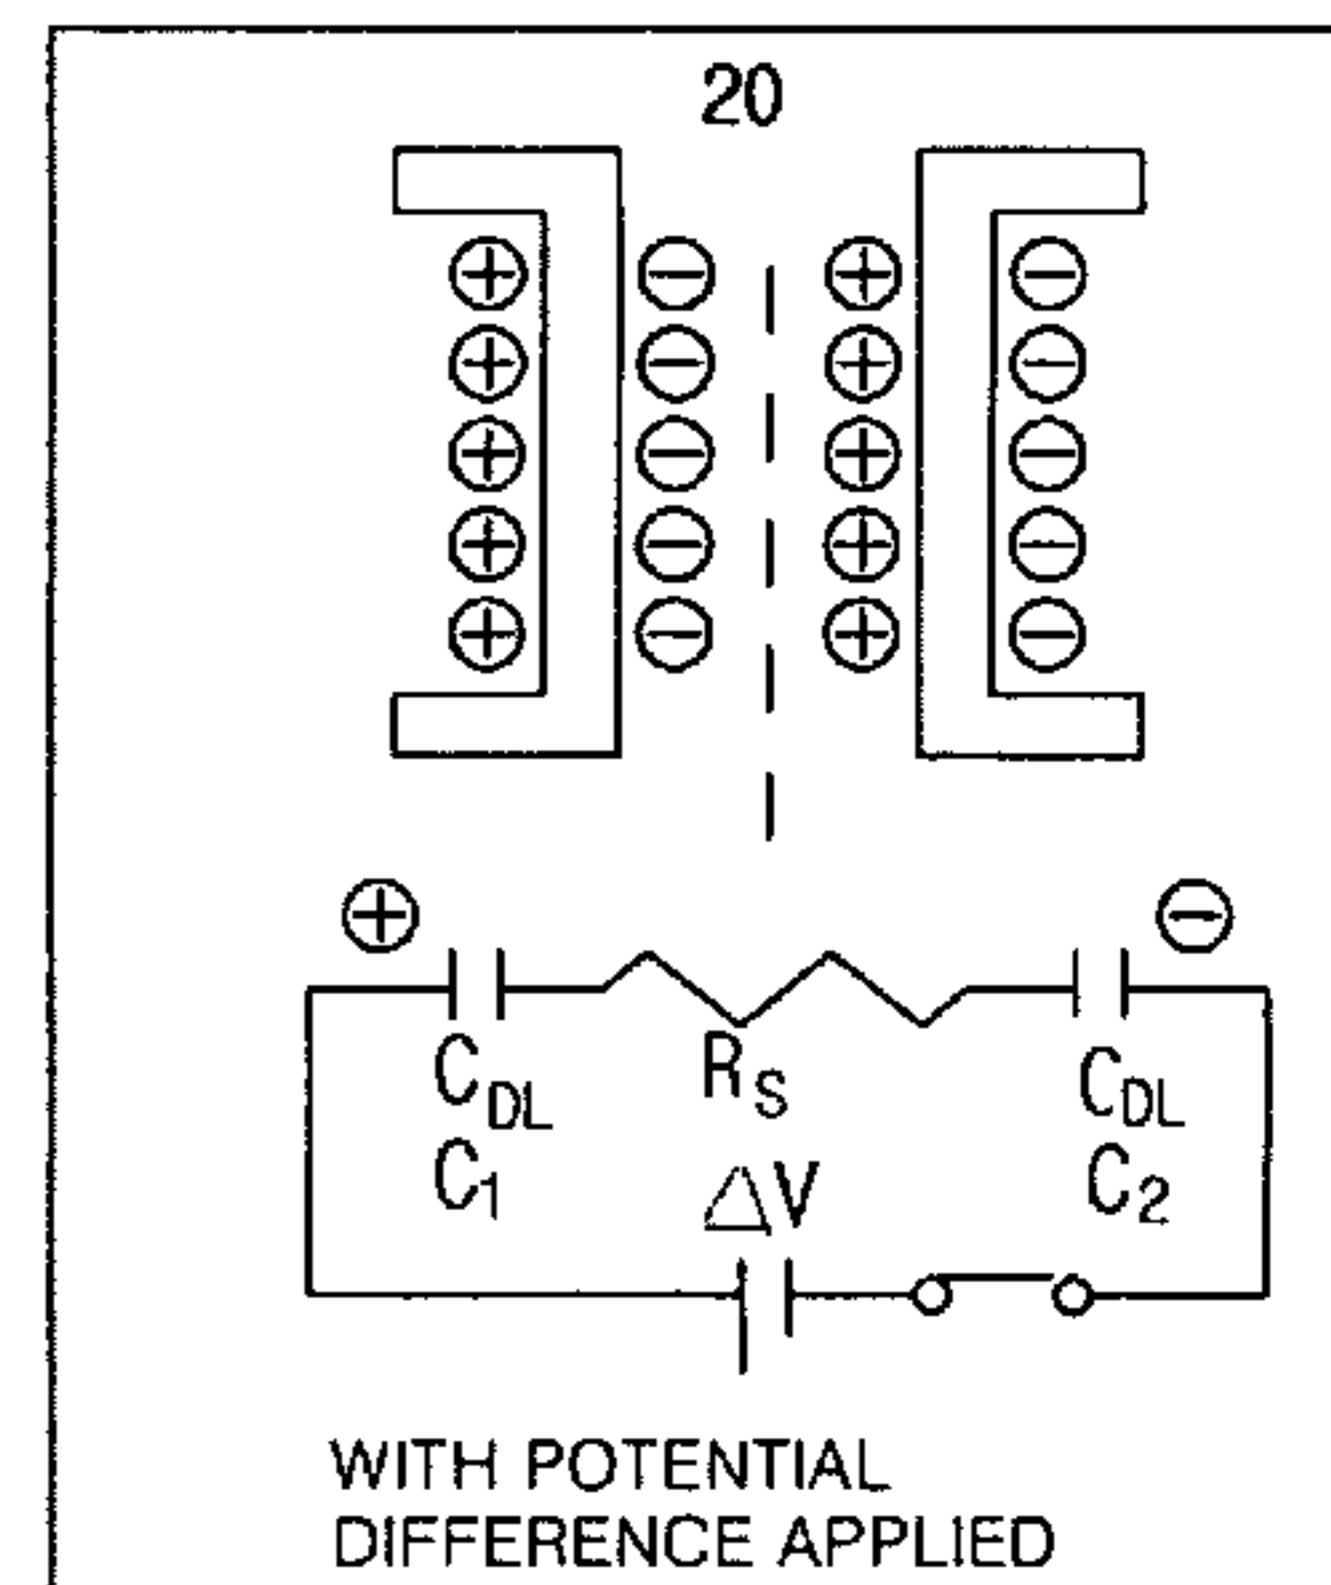 20
⊕ ⊖ ⊕ ⊖
⊕ ⊖ ⊕ ⊖
⊕ ⊖ ⊕ ⊖
⊕ ⊖ ⊕ ⊖
⊕ ⊖ ⊕ ⊖
⊕ ⊖
C_DL R_S C_DL
C_1 ΔV C_2
WITH POTENTIAL
DIFFERENCE APPLIED